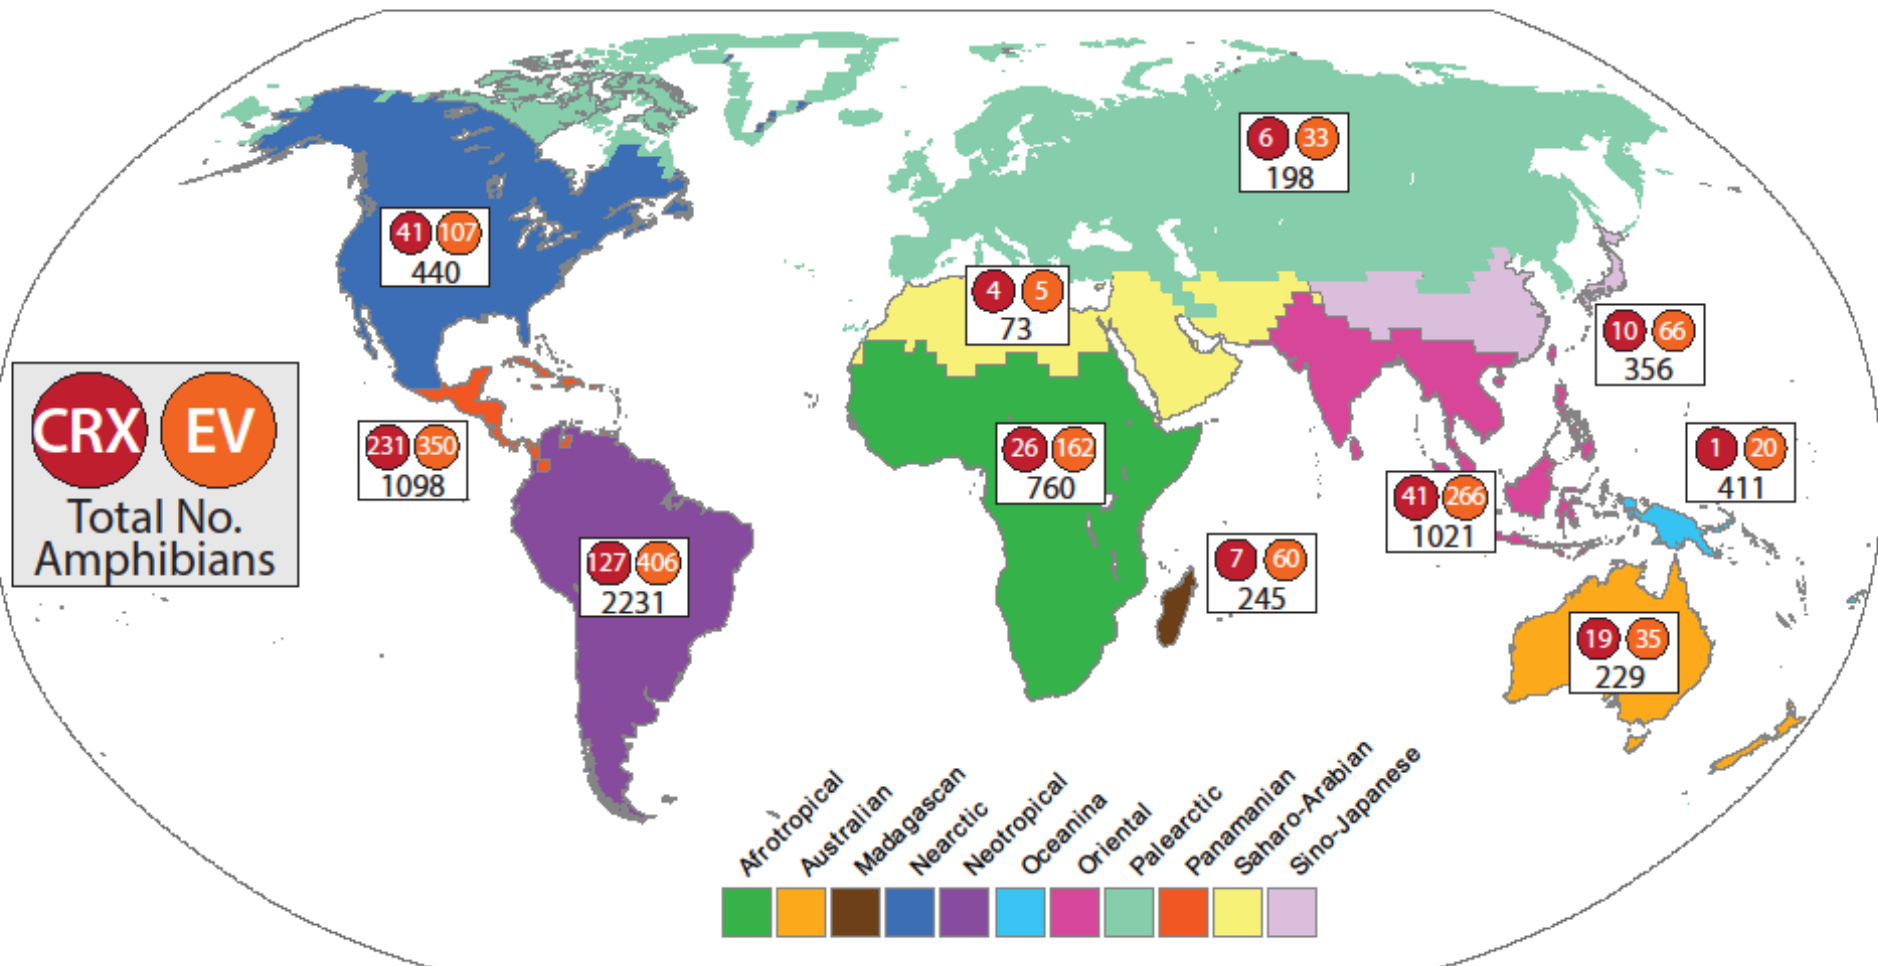 6 33
198
41 107
440
4 5
73
10 66
356
CRX EV
Total No.
Amphibians
231 350
1098
26 162
760
1 20
411
41 266
1021
127 406
2231
7 60
245
19 35
229
Afrotropical
Australian
Madagascan
Nearctic
Neotropical
Oceanina
Oriental
Palearctic
Panamanian
Saharo-Arabian
Sino-Japanese